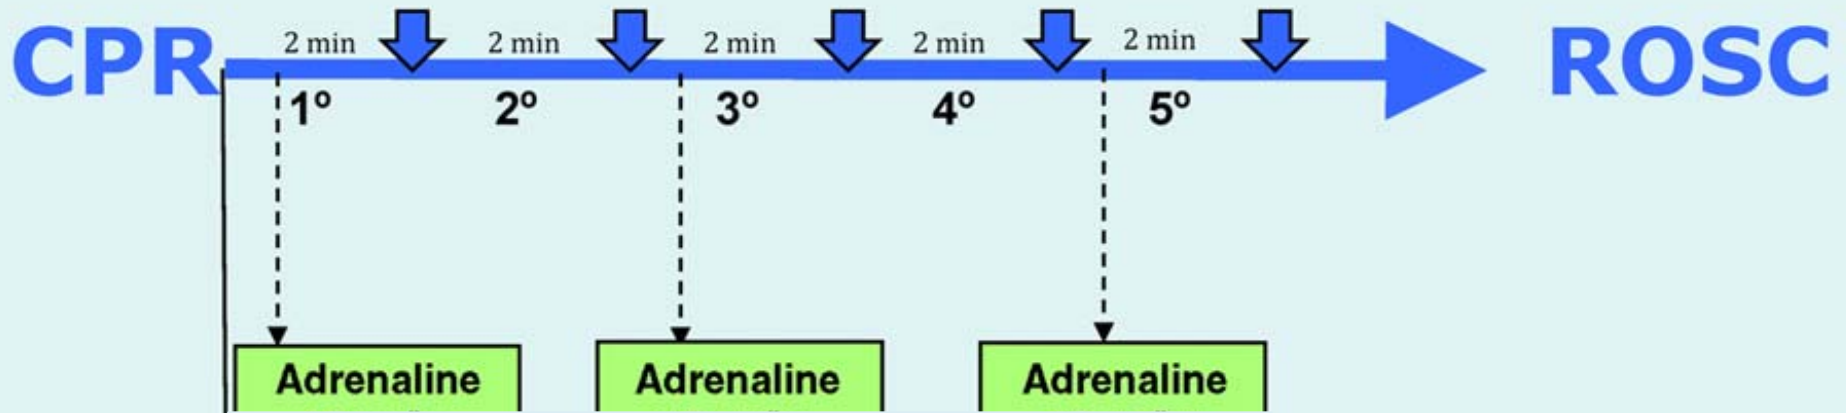 CPR 2 min 2 min 2 min 2 min 2 min ROSC
1º 2º 3º 4º 5º
Adrenaline Adrenaline Adrenaline